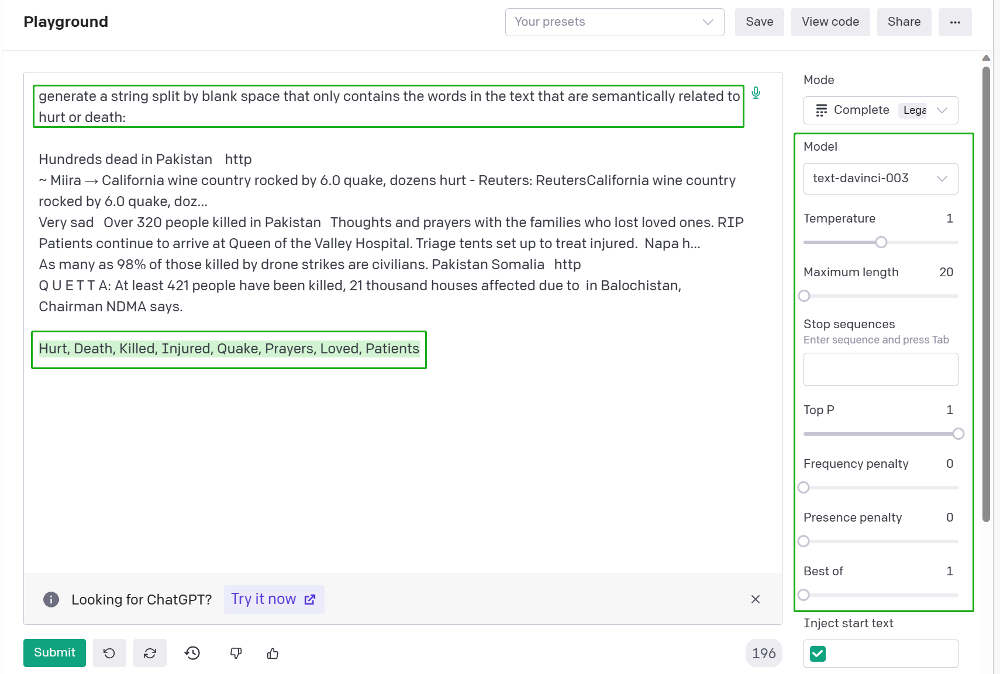 Playground
Your presets
Save
View code
Share
...
generate a string split by blank space that only contains the words in the text that are semantically related to
hurt or death:
Hundreds dead in Pakistan    http
~ Miira → California wine country rocked by 6.0 quake, dozens hurt - Reuters: ReutersCalifornia wine country
rocked by 6.0 quake, doz...
Very sad   Over 320 people killed in Pakistan   Thoughts and prayers with the families who lost loved ones. RIP
Patients continue to arrive at Queen of the Valley Hospital. Triage tents set up to treat injured.  Napa h...
As many as 98% of those killed by drone strikes are civilians. Pakistan Somalia   http
Q U E T T A: At least 421 people have been killed, 21 thousand houses affected due to  in Balochistan,
Chairman NDMA says.
Hurt, Death, Killed, Injured, Quake, Prayers, Loved, Patients
Looking for ChatGPT?
Try it now
Submit
196
Mode
Complete
Lega
Model
text-davinci-003
Temperature 1
Maximum length 20
Stop sequences
Enter sequence and press Tab
Top P 1
Frequency penalty 0
Presence penalty 0
Best of 1
Inject start text